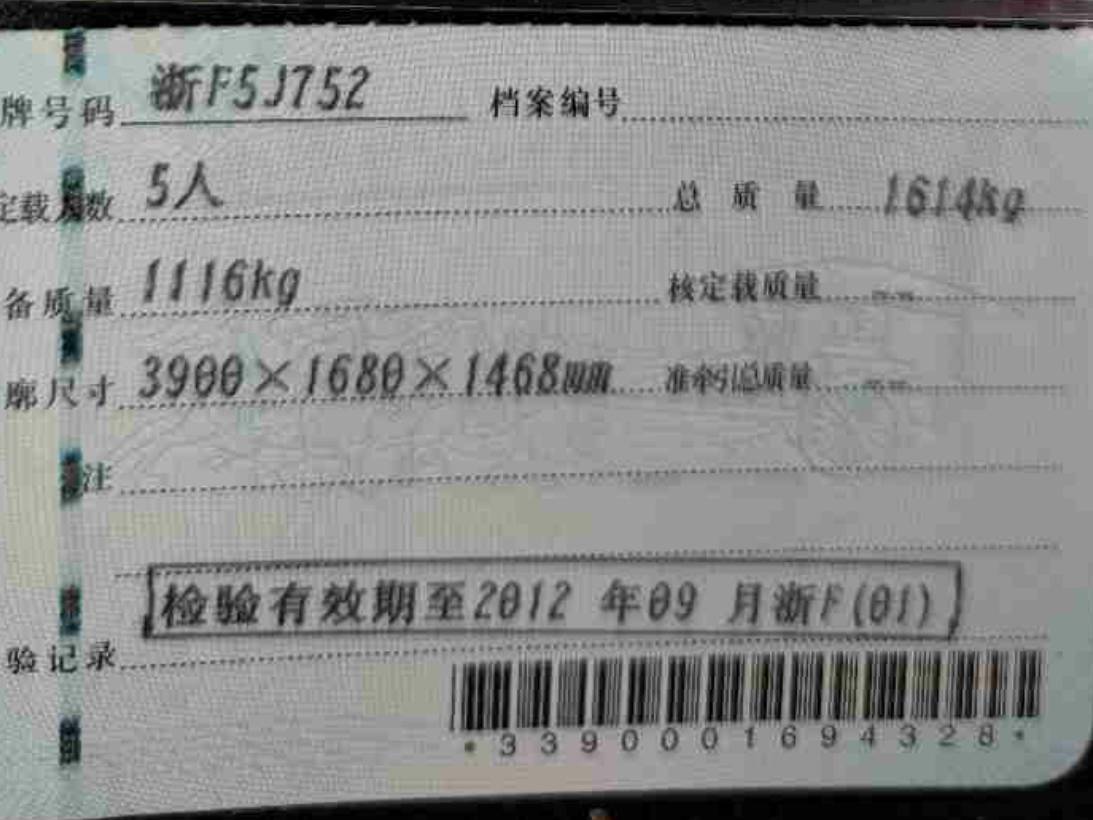 牌号码 浙F5J752 档案编号
定载人数 5人 总质量 1614kg
备质量 1116kg 核定载质量 --
廓尺寸 3900×1680×1468mm 准牵引总质量 --
注
检验有效期至2012 年09 月浙F(01)
验记录
*3390001694328*